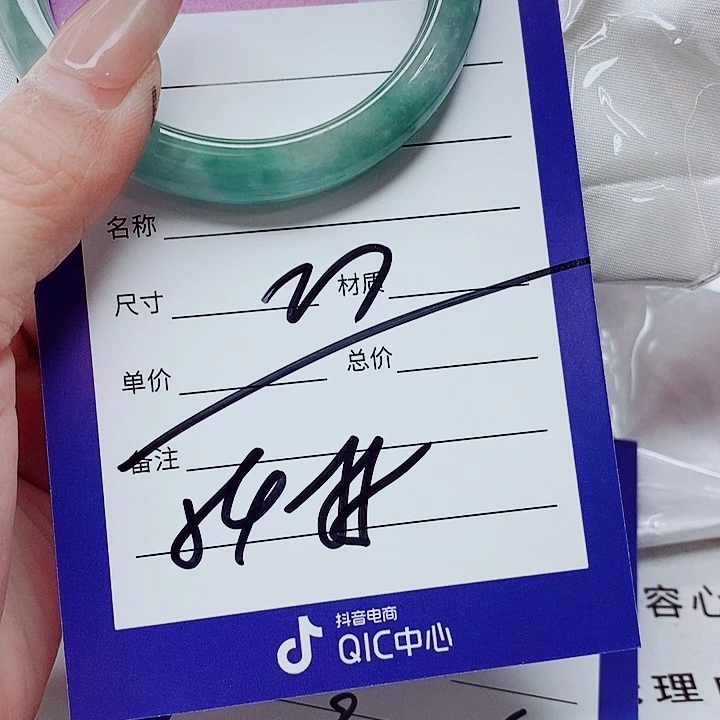 名称
尺寸 27 材质
单价 总价
备注
抖音电商
QIC中心
容心
理